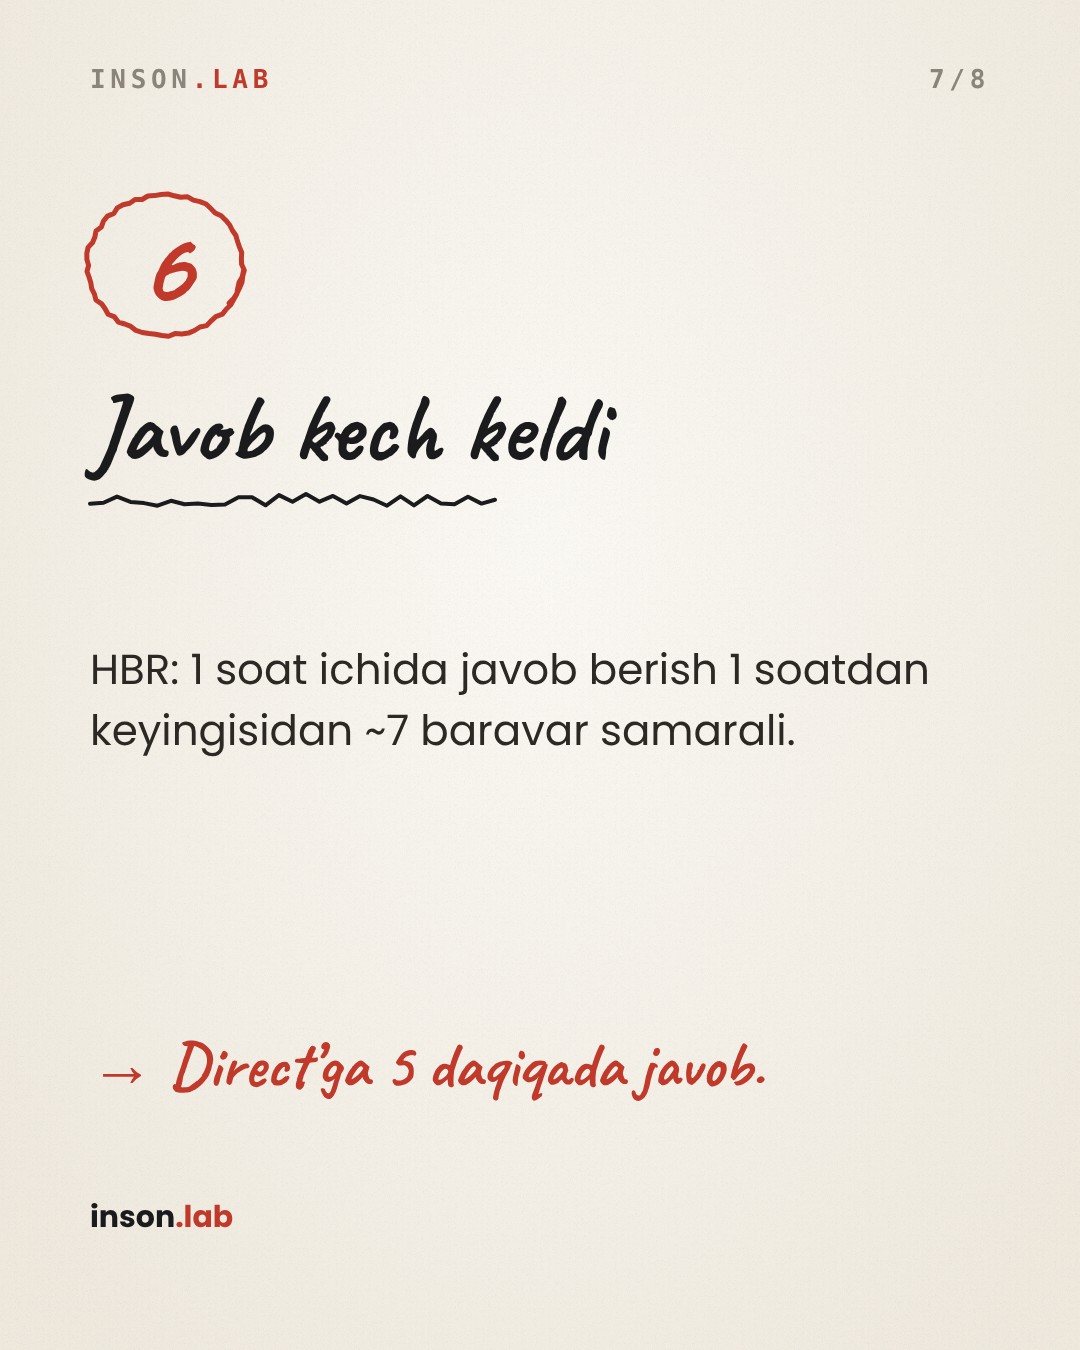 INSON.LAB
7/8
6
Javob kech keldi
HBR: 1 soat ichida javob berish 1 soatdan
keyingisidan ~7 baravar samarali.
→ Direct’ga 5 daqiqada javob.
inson.lab